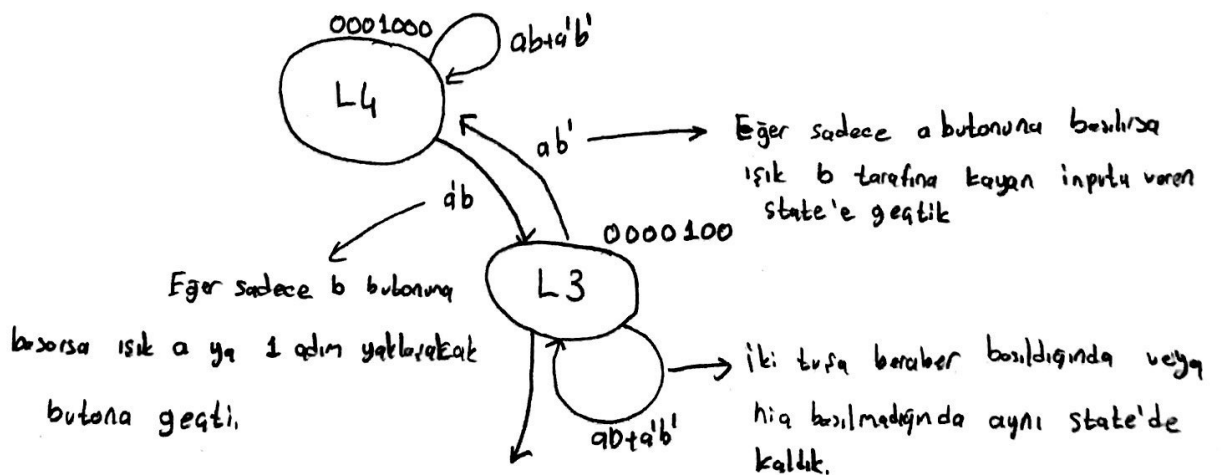 0001000
ab+a'b'
L4
ab'
Eğer sadece a butonuna basılırsa
ışık b tarafına kayan inputu veren
state'e geçtik
a'b
0000100
L3
Eğer sadece b butonuna
basarsa ışık a ya 1 adım yaklaşacak
butona geçti.
iki tuşa beraber basıldığında veya
hiç basılmadığında aynı state'de
kaldık.
ab+a'b'